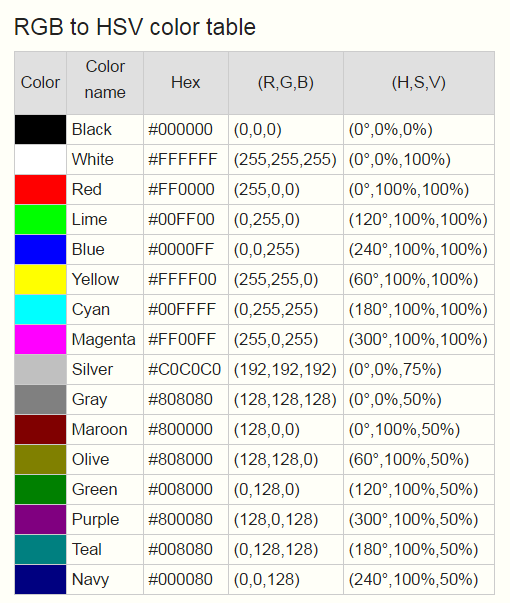 RGB to HSV color table
Color Color name Hex (R,G,B) (H,S,V)
Black #000000 (0,0,0) (0°,0%,0%)
White #FFFFFF (255,255,255) (0°,0%,100%)
Red #FF0000 (255,0,0) (0°,100%,100%)
Lime #00FF00 (0,255,0) (120°,100%,100%)
Blue #0000FF (0,0,255) (240°,100%,100%)
Yellow #FFFF00 (255,255,0) (60°,100%,100%)
Cyan #00FFFF (0,255,255) (180°,100%,100%)
Magenta #FF00FF (255,0,255) (300°,100%,100%)
Silver #C0C0C0 (192,192,192) (0°,0%,75%)
Gray #808080 (128,128,128) (0°,0%,50%)
Maroon #800000 (128,0,0) (0°,100%,50%)
Olive #808000 (128,128,0) (60°,100%,50%)
Green #008000 (0,128,0) (120°,100%,50%)
Purple #800080 (128,0,128) (300°,100%,50%)
Teal #008080 (0,128,128) (180°,100%,50%)
Navy #000080 (0,0,128) (240°,100%,50%)